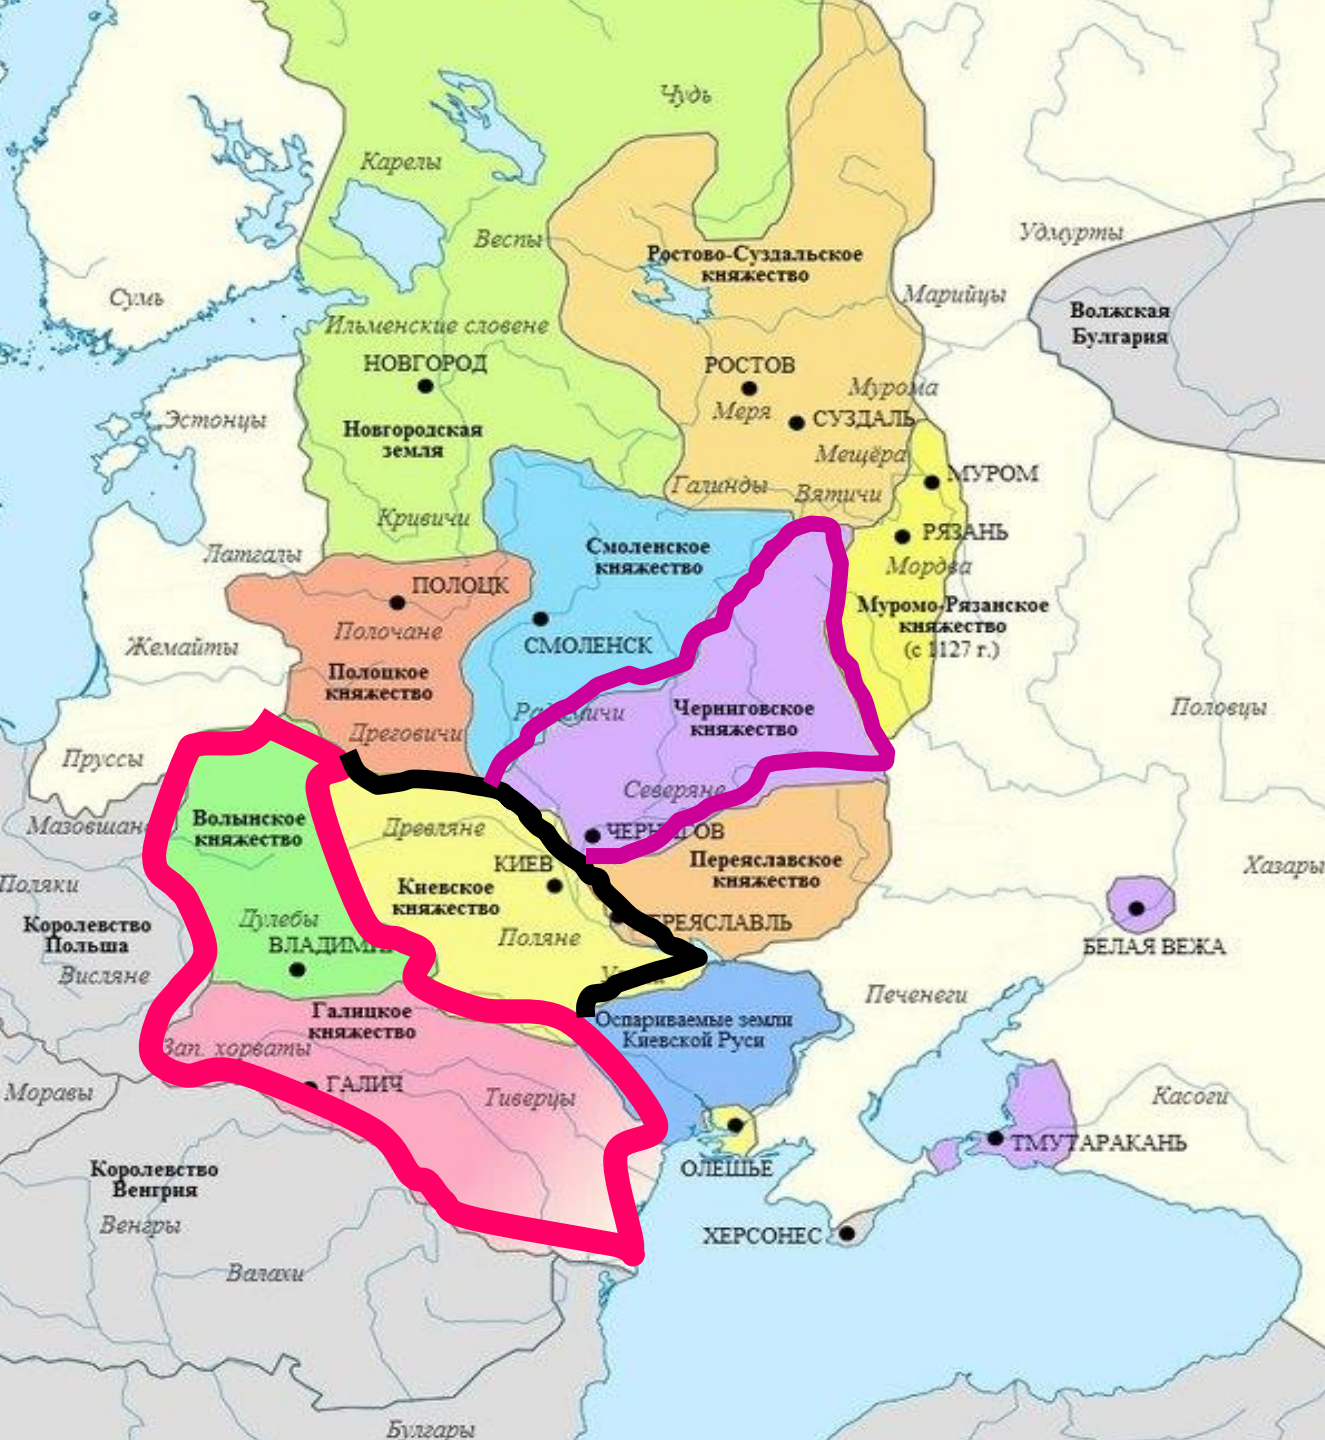 Чудь
Карелы
Веспы
Удмурты
Ростово-Суздальское
княжество
Сумь
Марийцы
Волжская
Булгария
Ильменские словене
НОВГОРОД
РОСТОВ
Мурома
Меря
СУЗДАЛЬ
Эстонцы
Новгородская
земля
Мещёра
МУРОМ
Галинды
Вятичи
Кривичи
РЯЗАНЬ
Латгалы
Смоленское
княжество
Мордва
ПОЛОЦК
Муромо-Рязанское
княжество
(с 1127 г.)
Полочане
СМОЛЕНСК
Жемайты
Полоцкое
княжество
Черниговское
княжество
Половцы
Дреговичи
Пруссы
Северяне
Мазовшан
Волынское
княжество
Древляне
ЧЕРНИГОВ
КИЕВ
Переяславское
княжество
Хазары
Поляки
Киевское
княжество
Дулебы
ЕРЕЯСЛАВЛЬ
Королевство
Польша
ВЛАДИМИ
Поляне
БЕЛАЯ ВЕЖА
Висляне
Печенеги
Галицкое
княжество
Оспариваемые земли
Киевской Руси
Зап. хорваты
ГАЛИЧ
Моравы
Тиверцы
Касоги
ТМУТАРАКАНЬ
ОЛЕШЬЕ
Королевство
Венгрия
Венгры
ХЕРСОНЕС
Валахи
Булгары